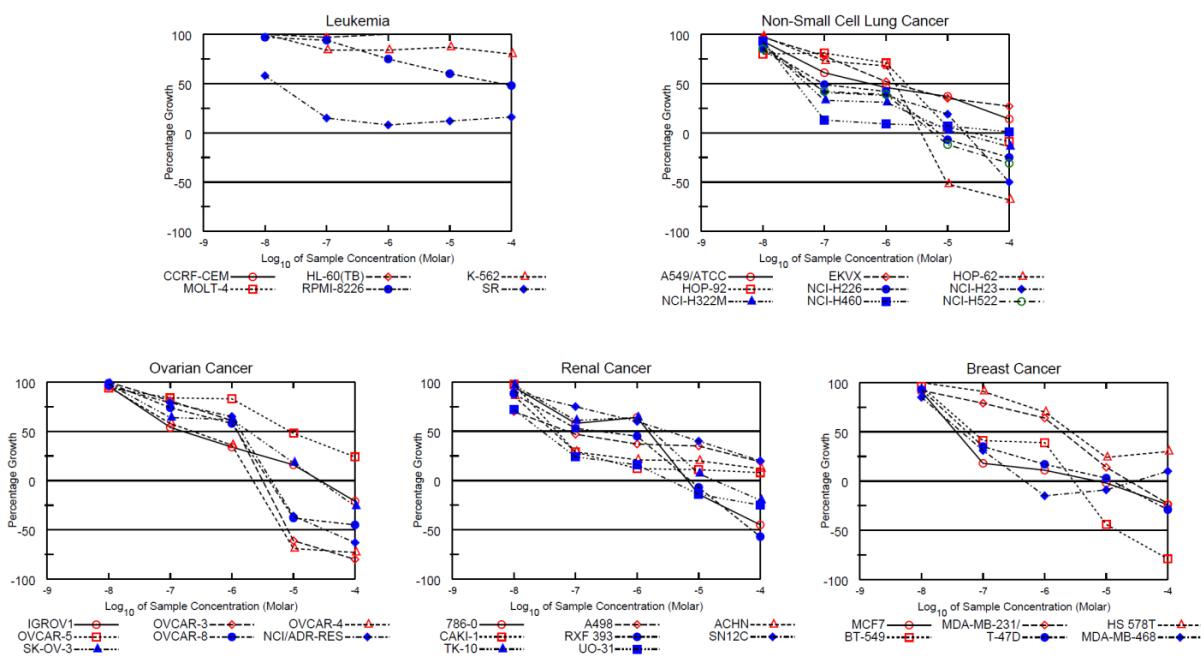 Leukemia
Non-Small Cell Lung Cancer
100
50
0
-50
-100
Percentage Growth
-9 -8 -7 -6 -5 -4
Log10 of Sample Concentration (Molar)
CCRF-CEM HL-60(TB) K-562
MOLT-4 RPMI-8226 SR
100
50
0
-50
-100
Percentage Growth
-9 -8 -7 -6 -5 -4
Log10 of Sample Concentration (Molar)
A549/ATCC EKVX HOP-62
HOP-92 NCI-H226 NCI-H23
NCI-H322M NCI-H460 NCI-H522
Ovarian Cancer
Renal Cancer
Breast Cancer
100
50
0
-50
-100
Percentage Growth
-9 -8 -7 -6 -5 -4
Log10 of Sample Concentration (Molar)
IGROV1 OVCAR-3 OVCAR-4
OVCAR-5 OVCAR-8 NCI/ADR-RES
SK-OV-3
100
50
0
-50
-100
Percentage Growth
-9 -8 -7 -6 -5 -4
Log10 of Sample Concentration (Molar)
786-0 A498 ACHN
CAKI-1 RXF 393 SN12C
TK-10 UO-31
100
50
0
-50
-100
Percentage Growth
-9 -8 -7 -6 -5 -4
Log10 of Sample Concentration (Molar)
MCF7 MDA-MB-231/ HS 578T
BT-549 T-47D MDA-MB-468